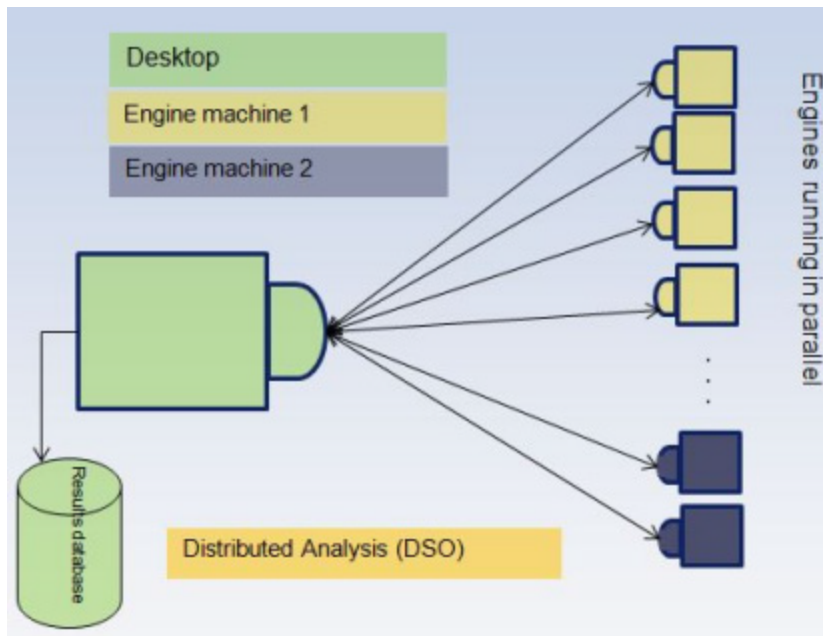 Desktop
Engine machine 1
Engine machine 2
Engines running in parallel
Results database
Distributed Analysis (DSO)